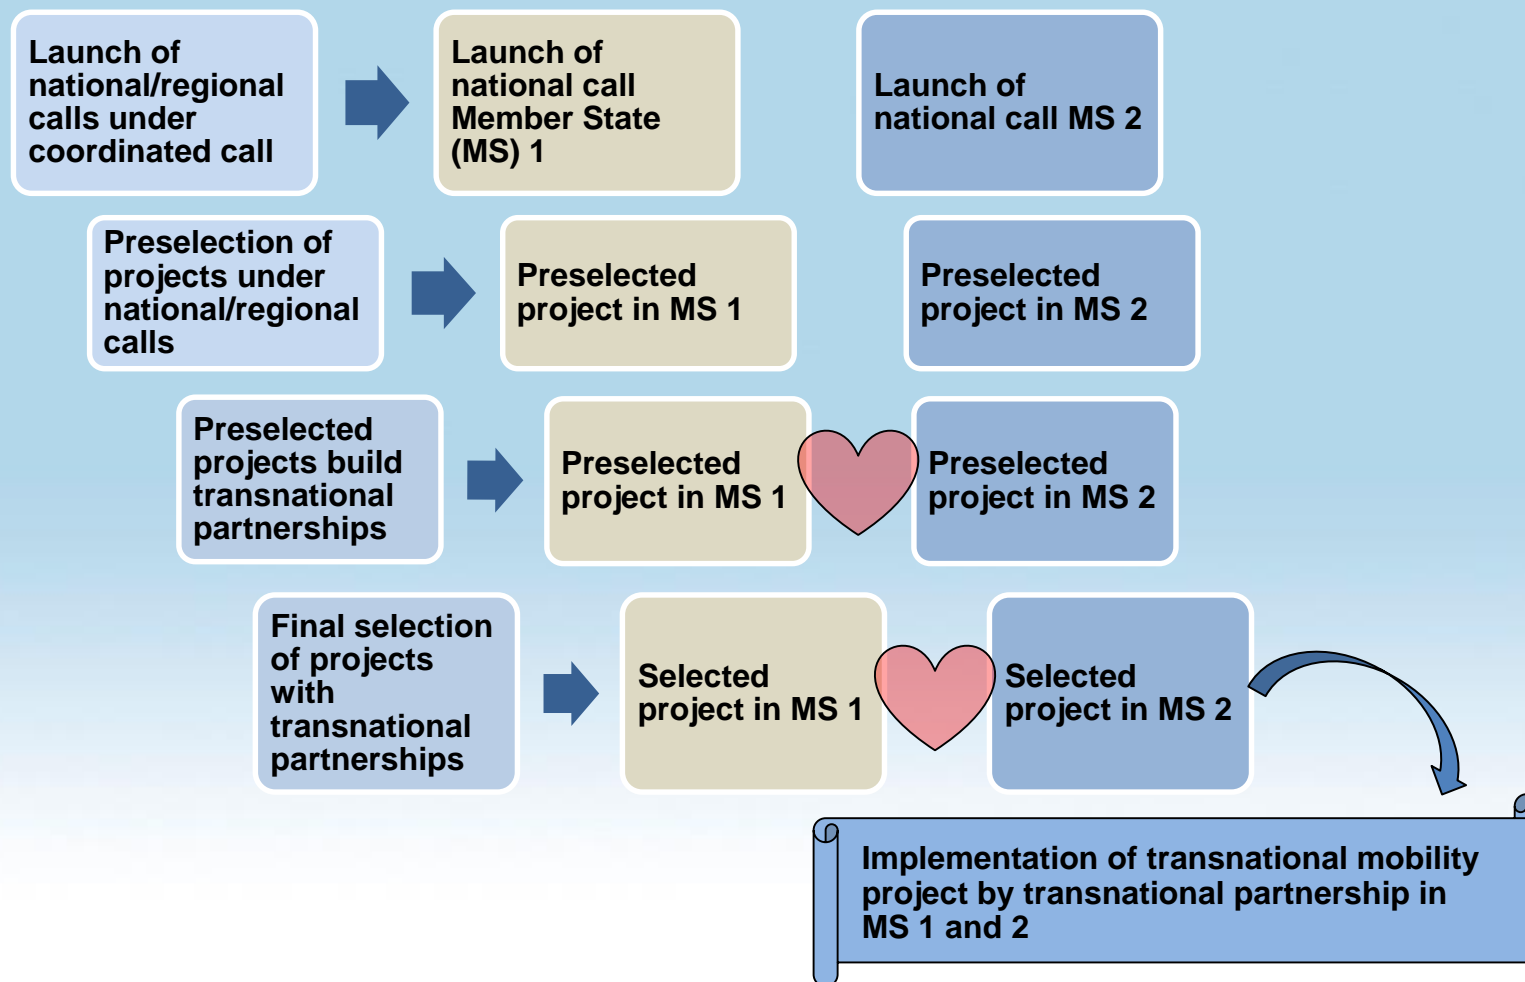 Launch of
national/regional
calls under
coordinated call
Launch of
national call
Member State
(MS) 1
Launch of
national call MS 2
Preselection of
projects under
national/regional
calls
Preselected
project in MS 1
Preselected
project in MS 2
Preselected
projects build
transnational
partnerships
Preselected
project in MS 1
Preselected
project in MS 2
Final selection
of projects
with
transnational
partnerships
Selected
project in MS 1
Selected
project in MS 2
Implementation of transnational mobility
project by transnational partnership in
MS 1 and 2